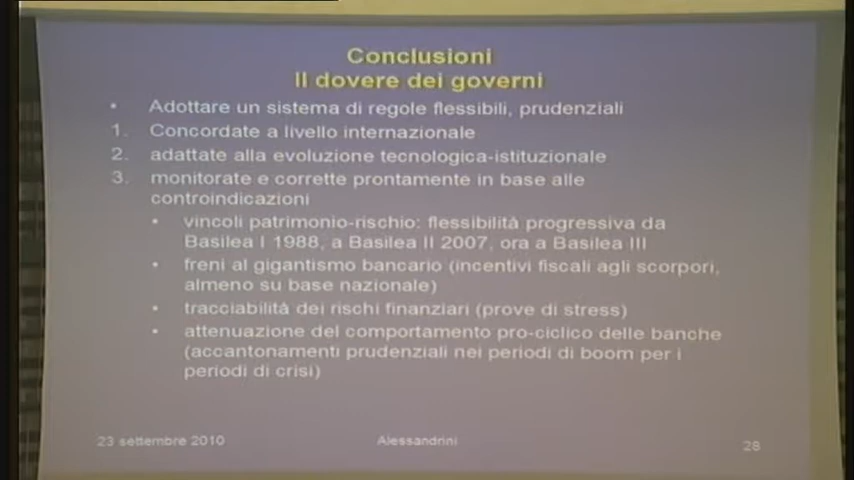 Conclusioni
Il dovere dei governi
• Adottare un sistema di regole flessibili, prudenziali
1. Concordate a livello internazionale
2. adattate alla evoluzione tecnologica-istituzionale
3. monitorate e corrette prontamente in base alle
controindicazioni
• vincoli patrimonio-rischio: flessibilità progressiva da
Basilea I 1988, a Basilea II 2007, ora a Basilea III
• freni al gigantismo bancario (incentivi fiscali agli scorpori,
almeno su base nazionale)
• tracciabilità dei rischi finanziari (prove di stress)
• attenuazione del comportamento pro-ciclico delle banche
(accantonamenti prudenziali nei periodi di boom per i
periodi di crisi)
23 settembre 2010 Alessandrini 28